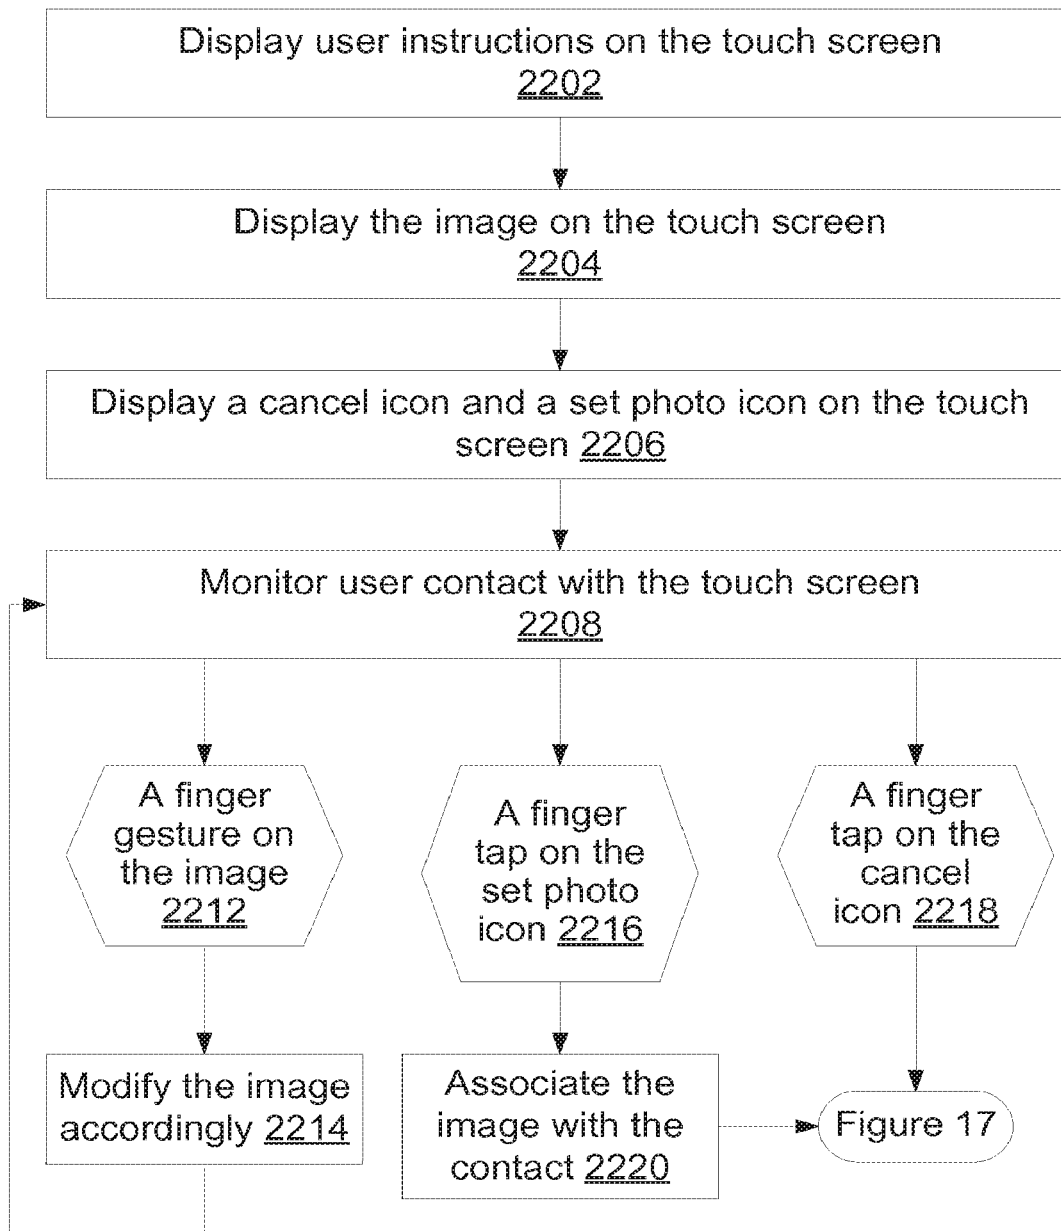 Display user instructions on the touch screen
2202
Display the image on the touch screen
2204
Display a cancel icon and a set photo icon on the touch
screen 2206
Monitor user contact with the touch screen
2208
A finger
gesture on
the image
2212
A finger
tap on the
set photo
icon 2216
A finger
tap on the
cancel
icon 2218
Modify the image
accordingly 2214
Associate the
image with the
contact 2220
Figure 17